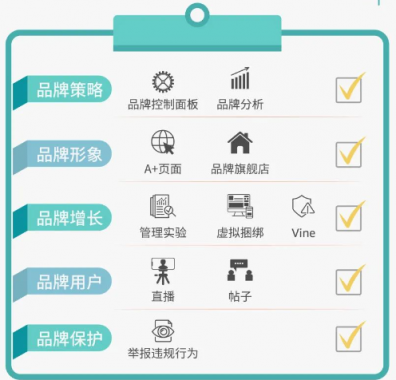 品牌策略
品牌控制面板 品牌分析
品牌形象
A+页面 品牌旗舰店
品牌增长
管理实验 虚拟捆绑 Vine
品牌用户
直播 帖子
品牌保护
举报违规行为